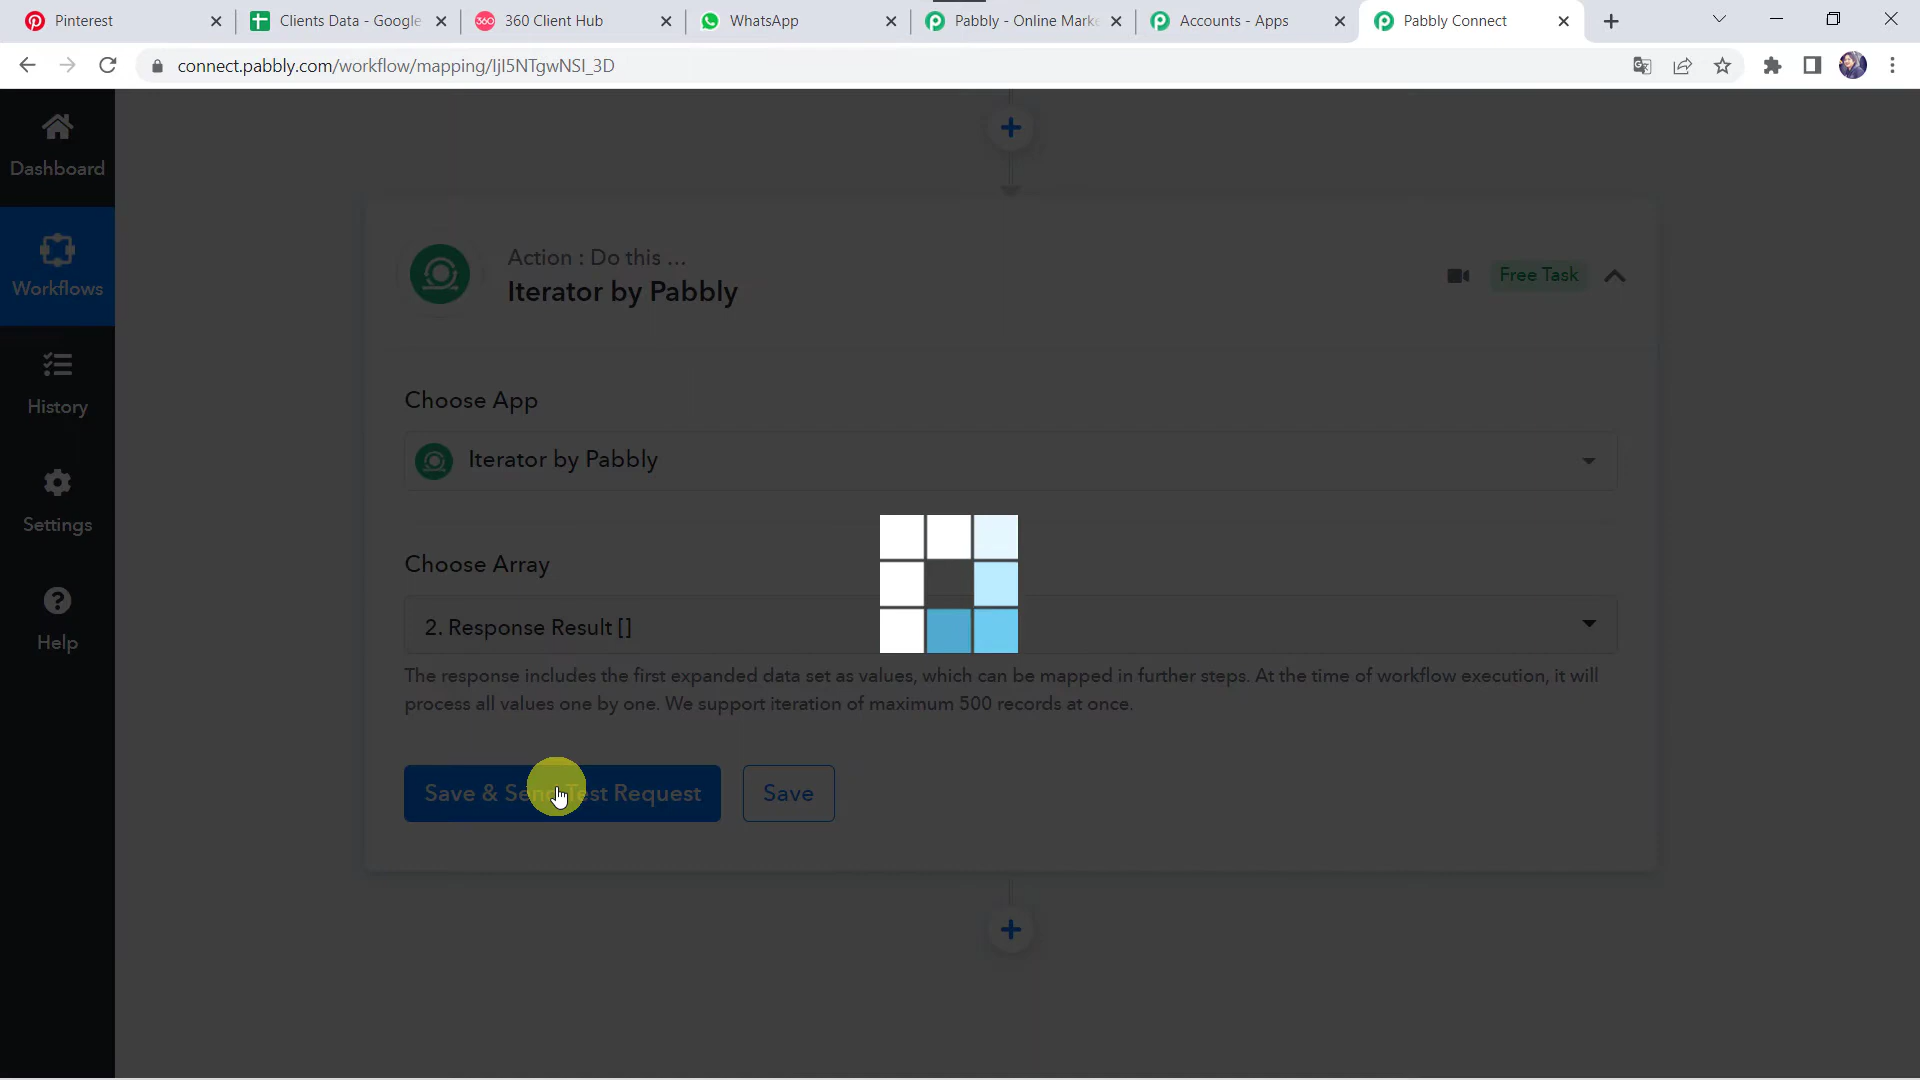 Pinterest
Clients Data - Google
360 Client Hub
WhatsApp
Pabbly - Online Marke
Accounts - Apps
Pabbly Connect
connect.pabbly.com/workflow/mapping/IjI5NTgwNSI_3D
Dashboard
Workflows
History
Settings
Help
Action : Do this ...
Iterator by Pabbly
Free Task
Choose App
Iterator by Pabbly
Choose Array
2. Response Result []
The response includes the first expanded data set as values, which can be mapped in further steps. At the time of workflow execution, it will
process all values one by one. We support iteration of maximum 500 records at once.
Save & Send Test Request
Save